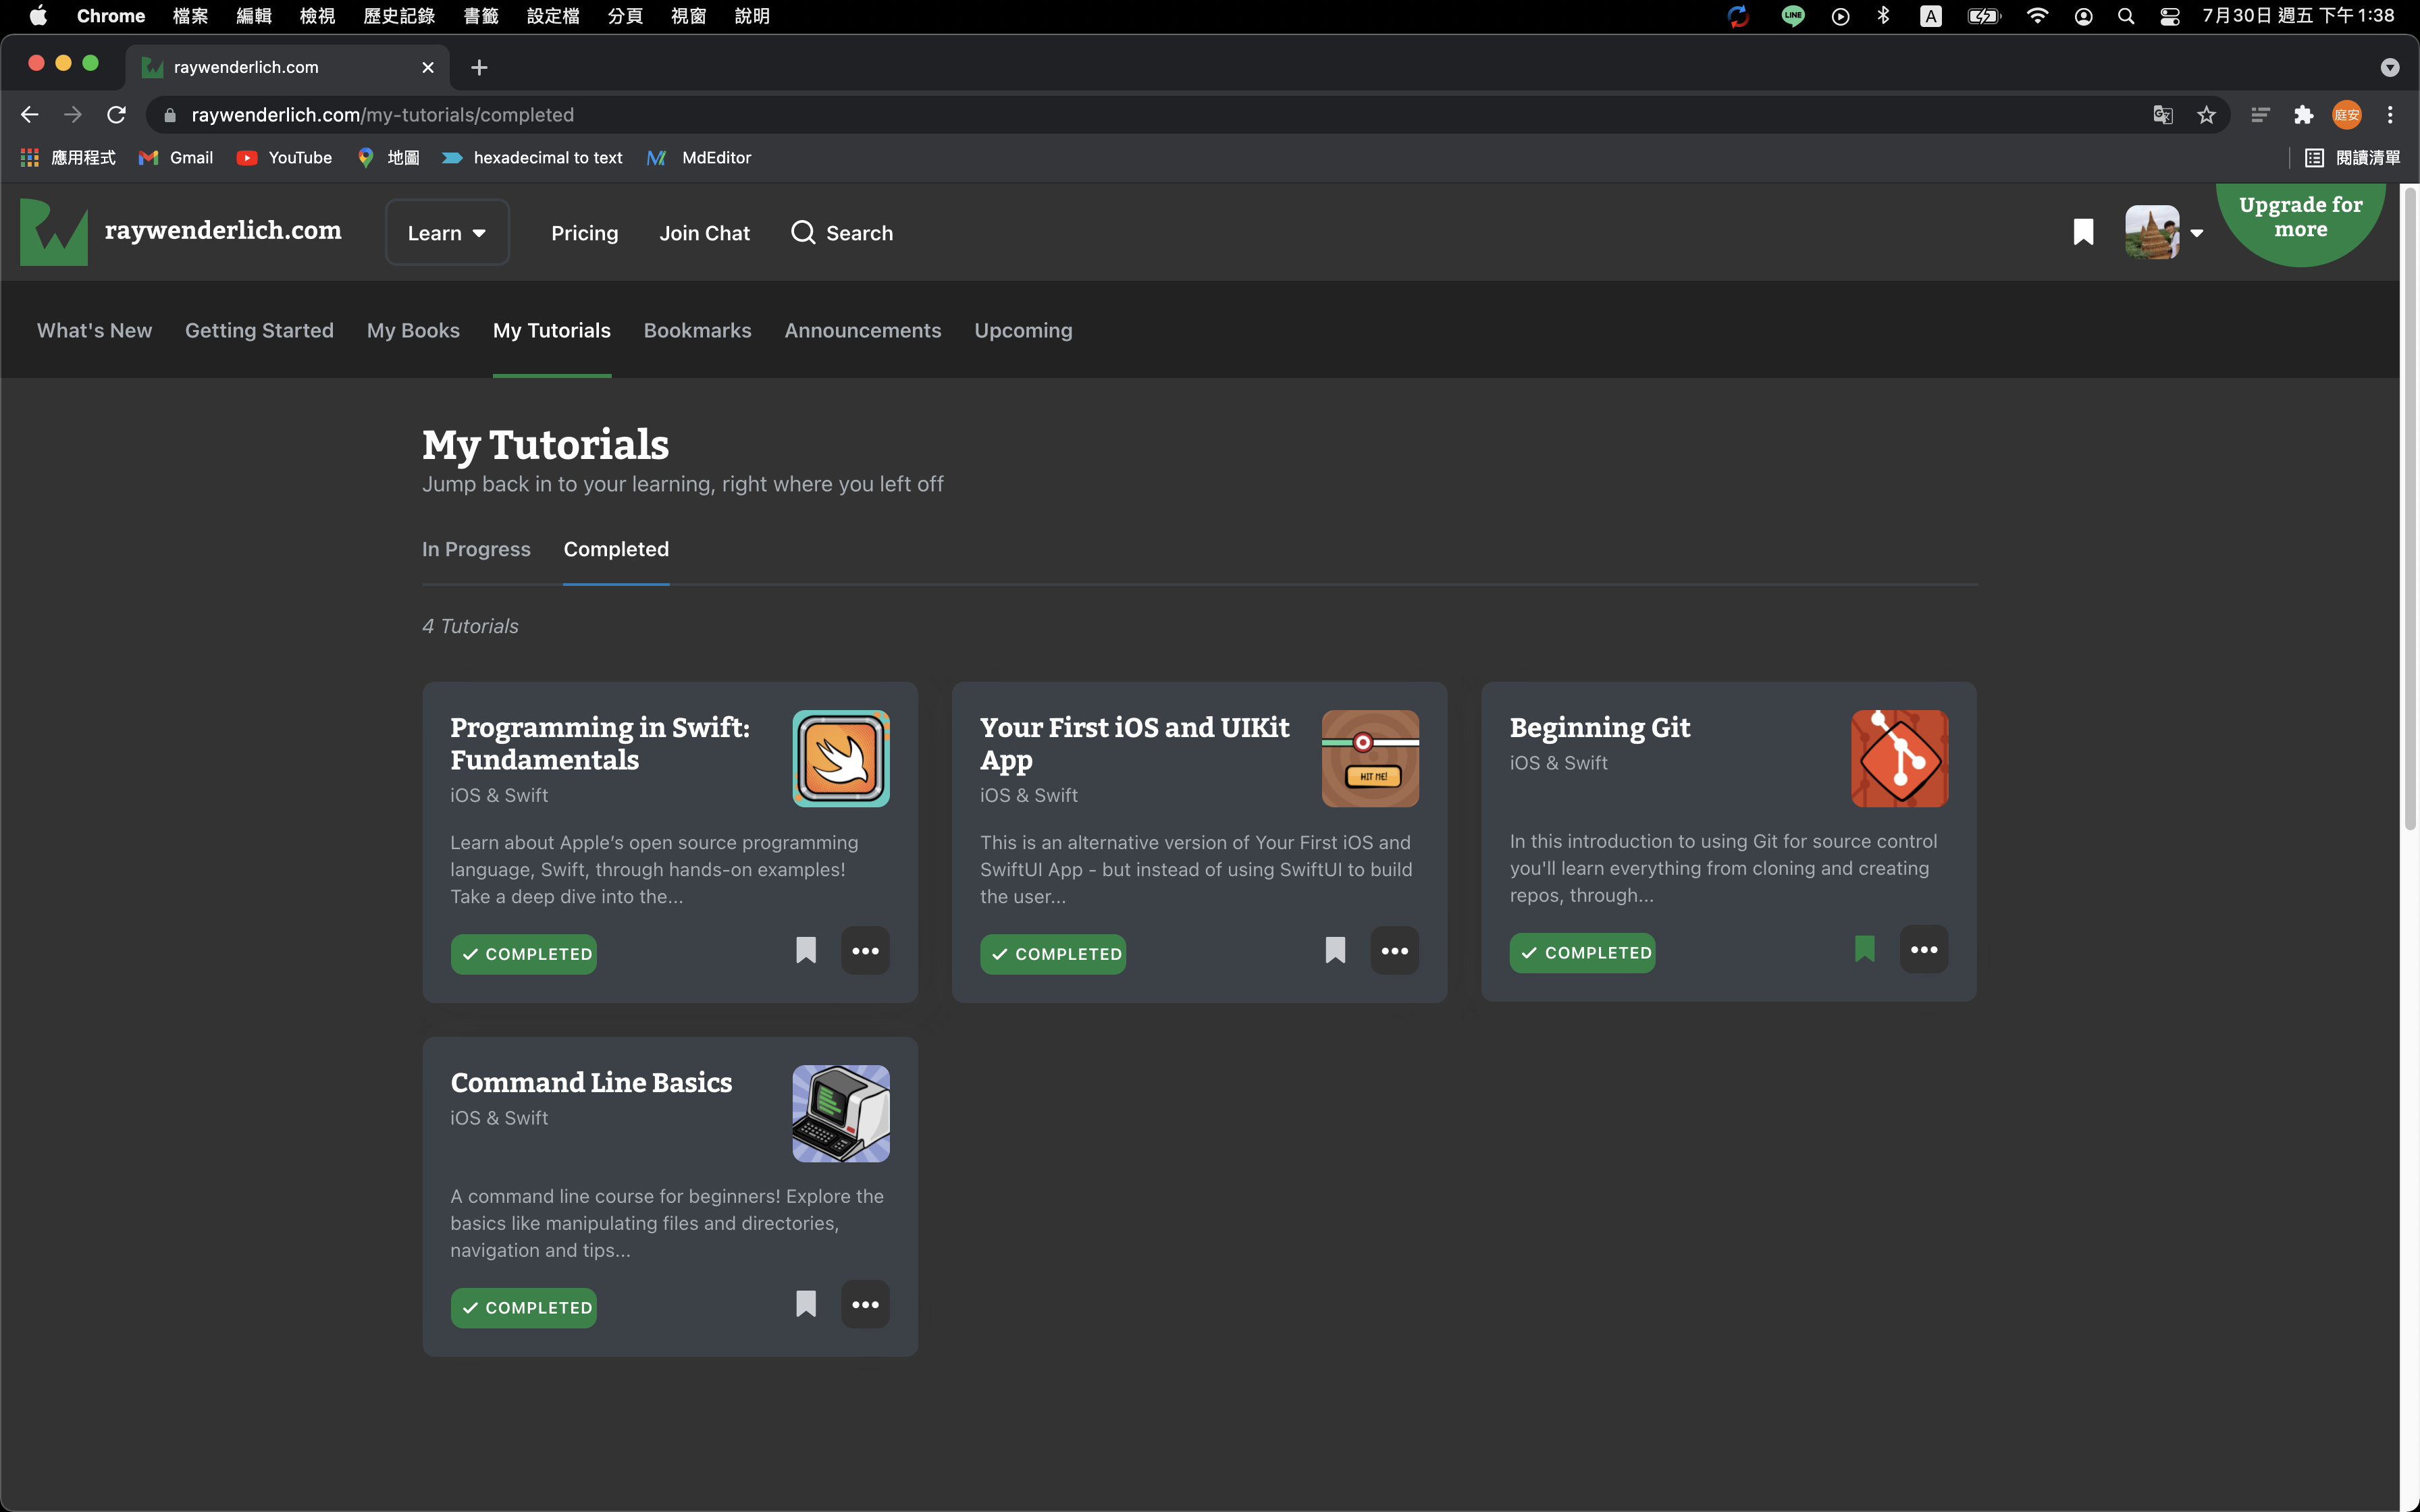 Chrome 檔案 編輯 檢視 歷史記錄 書籤 設定檔 分頁 視窗 說明 LINE A 7月30日 週五 下午1:38
raywenderlich.com
raywenderlich.com/my-tutorials/completed 庭安
應用程式 Gmail YouTube 地圖 hexadecimal to text MdEditor 閱讀清單
raywenderlich.com Learn Pricing Join Chat Search
Upgrade for
more
What's New Getting Started My Books My Tutorials Bookmarks Announcements Upcoming
My Tutorials
Jump back in to your learning, right where you left off
In Progress Completed
4 Tutorials
Programming in Swift:
Fundamentals
iOS & Swift
Learn about Apple’s open source programming
language, Swift, through hands-on examples!
Take a deep dive into the...
COMPLETED
Your First iOS and UIKit
App
iOS & Swift
HIT ME!
This is an alternative version of Your First iOS and
SwiftUI App - but instead of using SwiftUI to build
the user...
COMPLETED
Beginning Git
iOS & Swift
In this introduction to using Git for source control
you'll learn everything from cloning and creating
repos, through...
COMPLETED
Command Line Basics
iOS & Swift
A command line course for beginners! Explore the
basics like manipulating files and directories,
navigation and tips...
COMPLETED